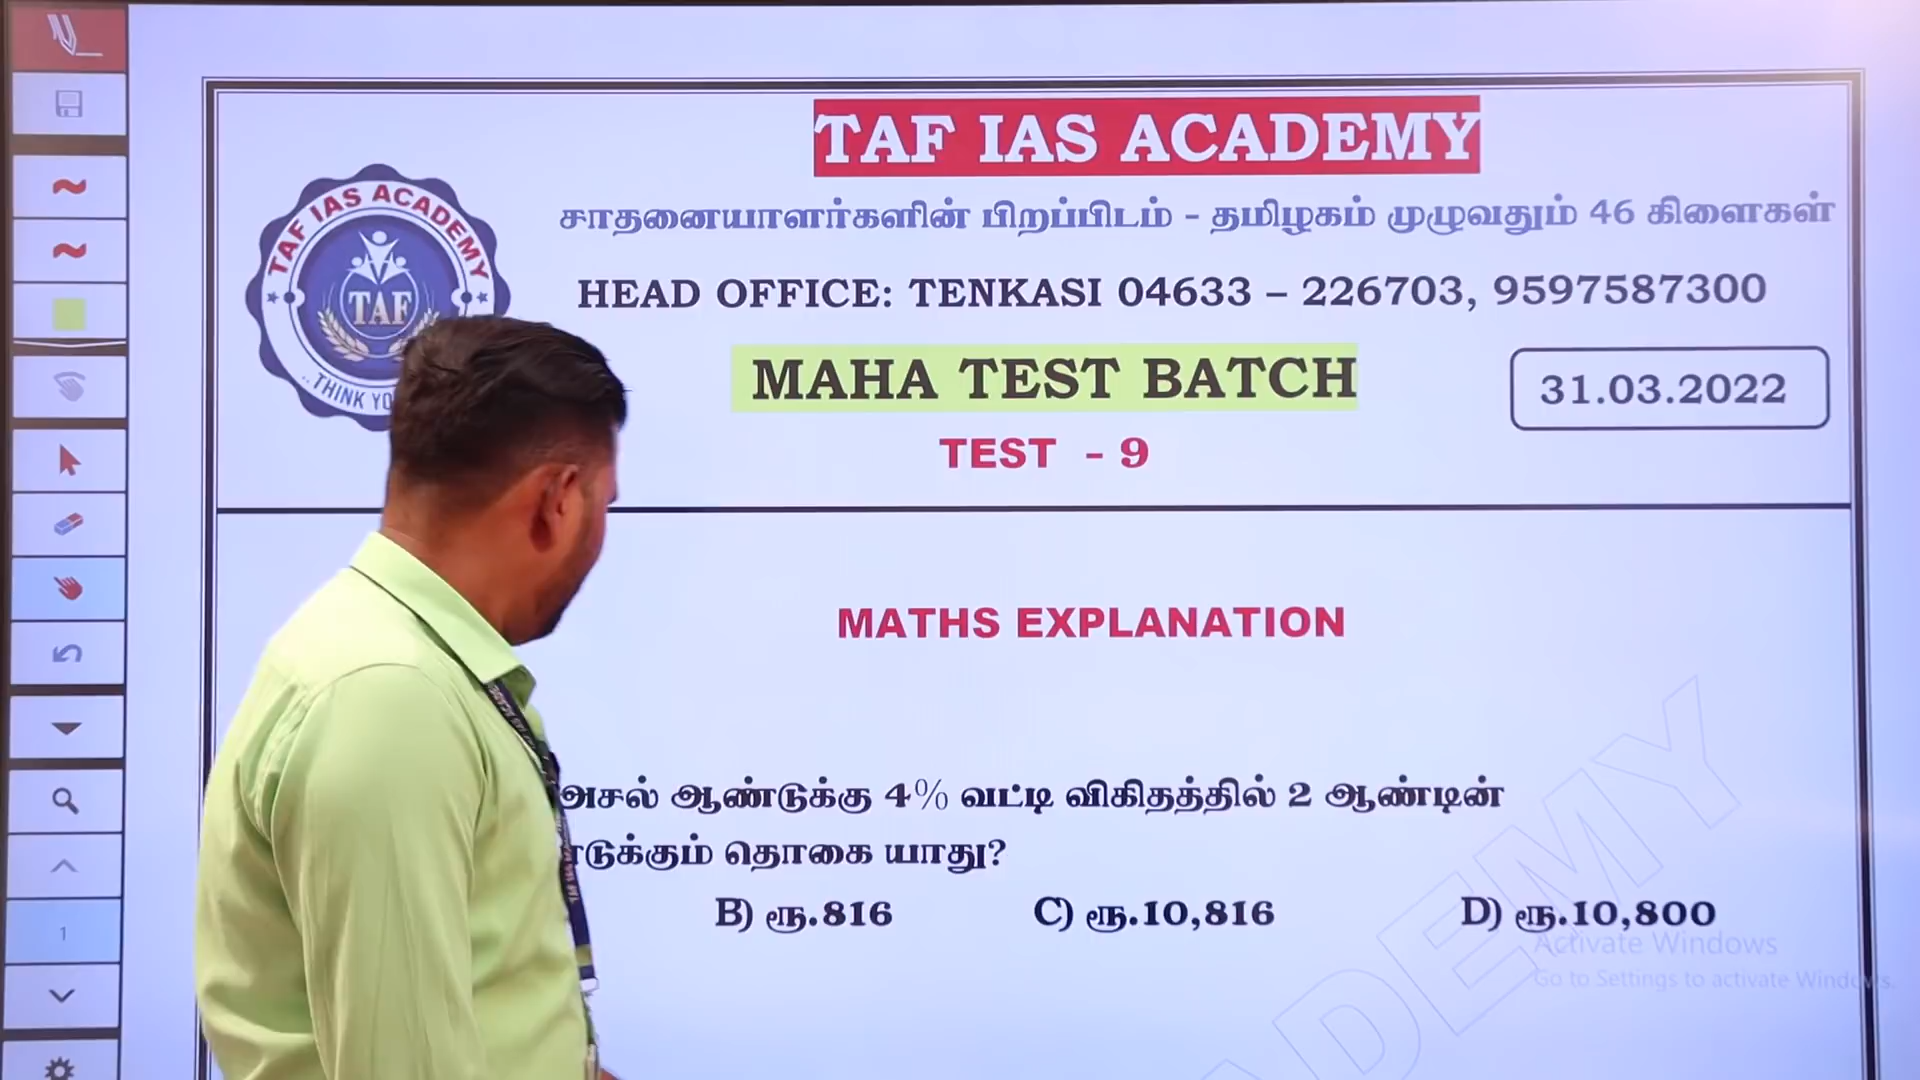 TAF IAS ACADEMY
சாதனையாளர்களின் பிறப்பிடம் - தமிழகம் முழுவதும் 46 கிளைகள்
HEAD OFFICE: TENKASI 04633 – 226703, 9597587300
TAF IAS ACADEMY
TAF
..THINK
MAHA TEST BATCH
31.03.2022
TEST - 9
MATHS EXPLANATION
அசல் ஆண்டுக்கு 4% வட்டி விகிதத்தில் 2 ஆண்டின்
தொகை யாது?
B) ரூ.816 C) ரூ.10,816 D) ரூ.10,800
Activate Windows
Go to Settings to activate Windows.
1